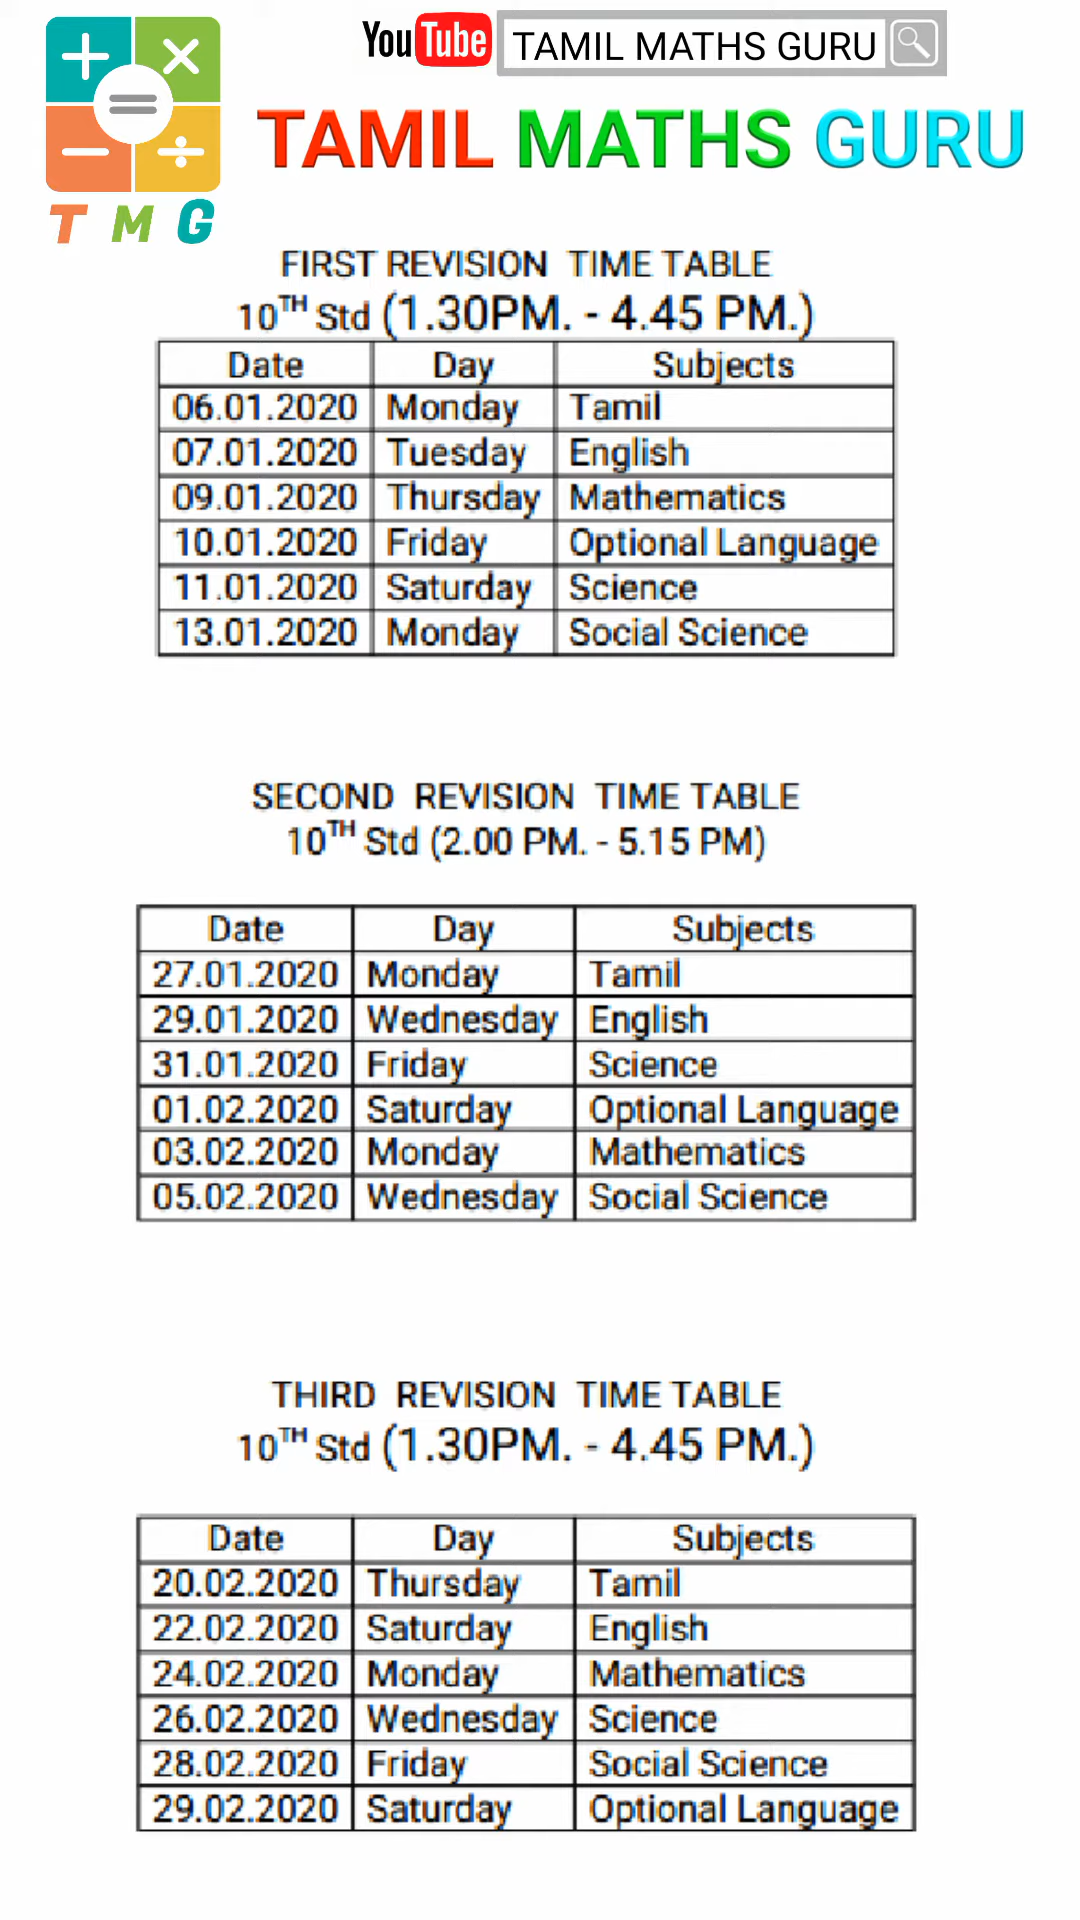 You Tube TAMIL MATHS GURU
TAMIL MATHS GURU
T M G
FIRST REVISION TIME TABLE
10TH Std (1.30PM. - 4.45 PM.)
Date Day Subjects
06.01.2020 Monday Tamil
07.01.2020 Tuesday English
09.01.2020 Thursday Mathematics
10.01.2020 Friday Optional Language
11.01.2020 Saturday Science
13.01.2020 Monday Social Science
SECOND REVISION TIME TABLE
10TH Std (2.00 PM. - 5.15 PM)
Date Day Subjects
27.01.2020 Monday Tamil
29.01.2020 Wednesday English
31.01.2020 Friday Science
01.02.2020 Saturday Optional Language
03.02.2020 Monday Mathematics
05.02.2020 Wednesday Social Science
THIRD REVISION TIME TABLE
10TH Std (1.30PM. - 4.45 PM.)
Date Day Subjects
20.02.2020 Thursday Tamil
22.02.2020 Saturday English
24.02.2020 Monday Mathematics
26.02.2020 Wednesday Science
28.02.2020 Friday Social Science
29.02.2020 Saturday Optional Language